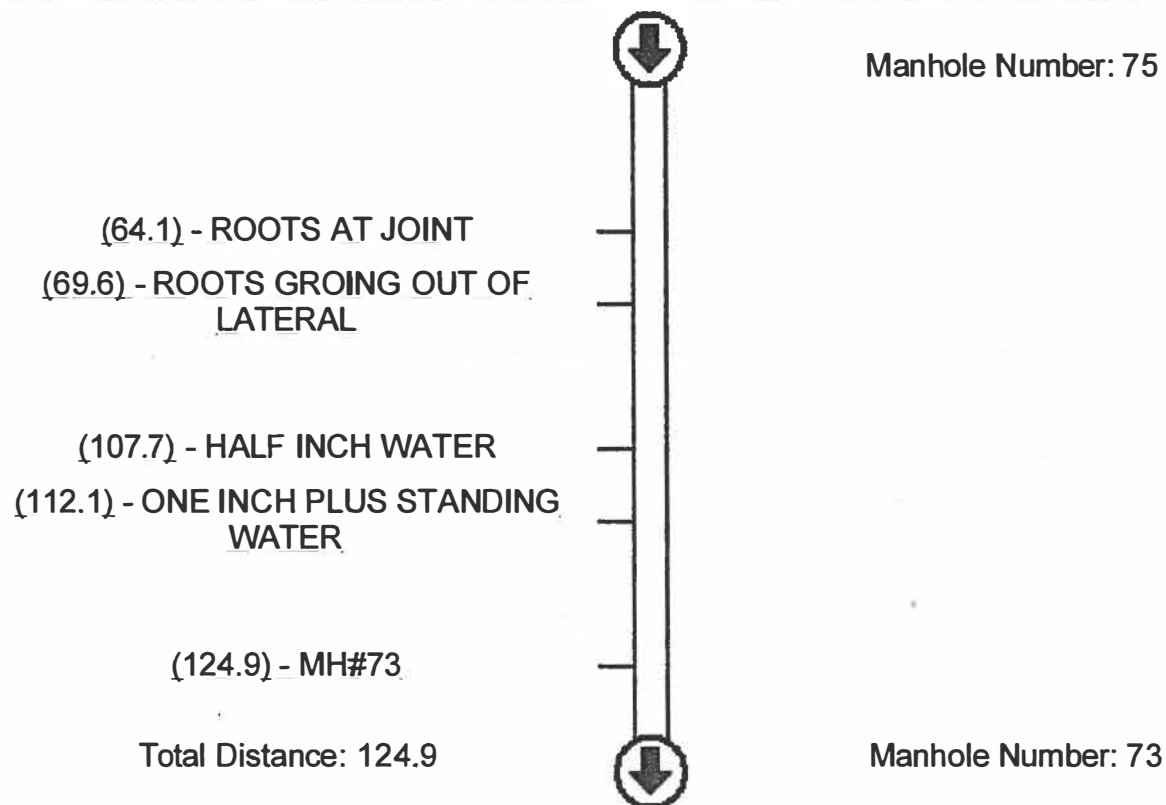 Manhole Number: 75
(64.1) - ROOTS AT JOINT
(69.6) - ROOTS GROING OUT OF
LATERAL
(107.7) - HALF INCH WATER
(112.1) - ONE INCH PLUS STANDING
WATER
(124.9) - MH#73
Total Distance: 124.9
Manhole Number: 73